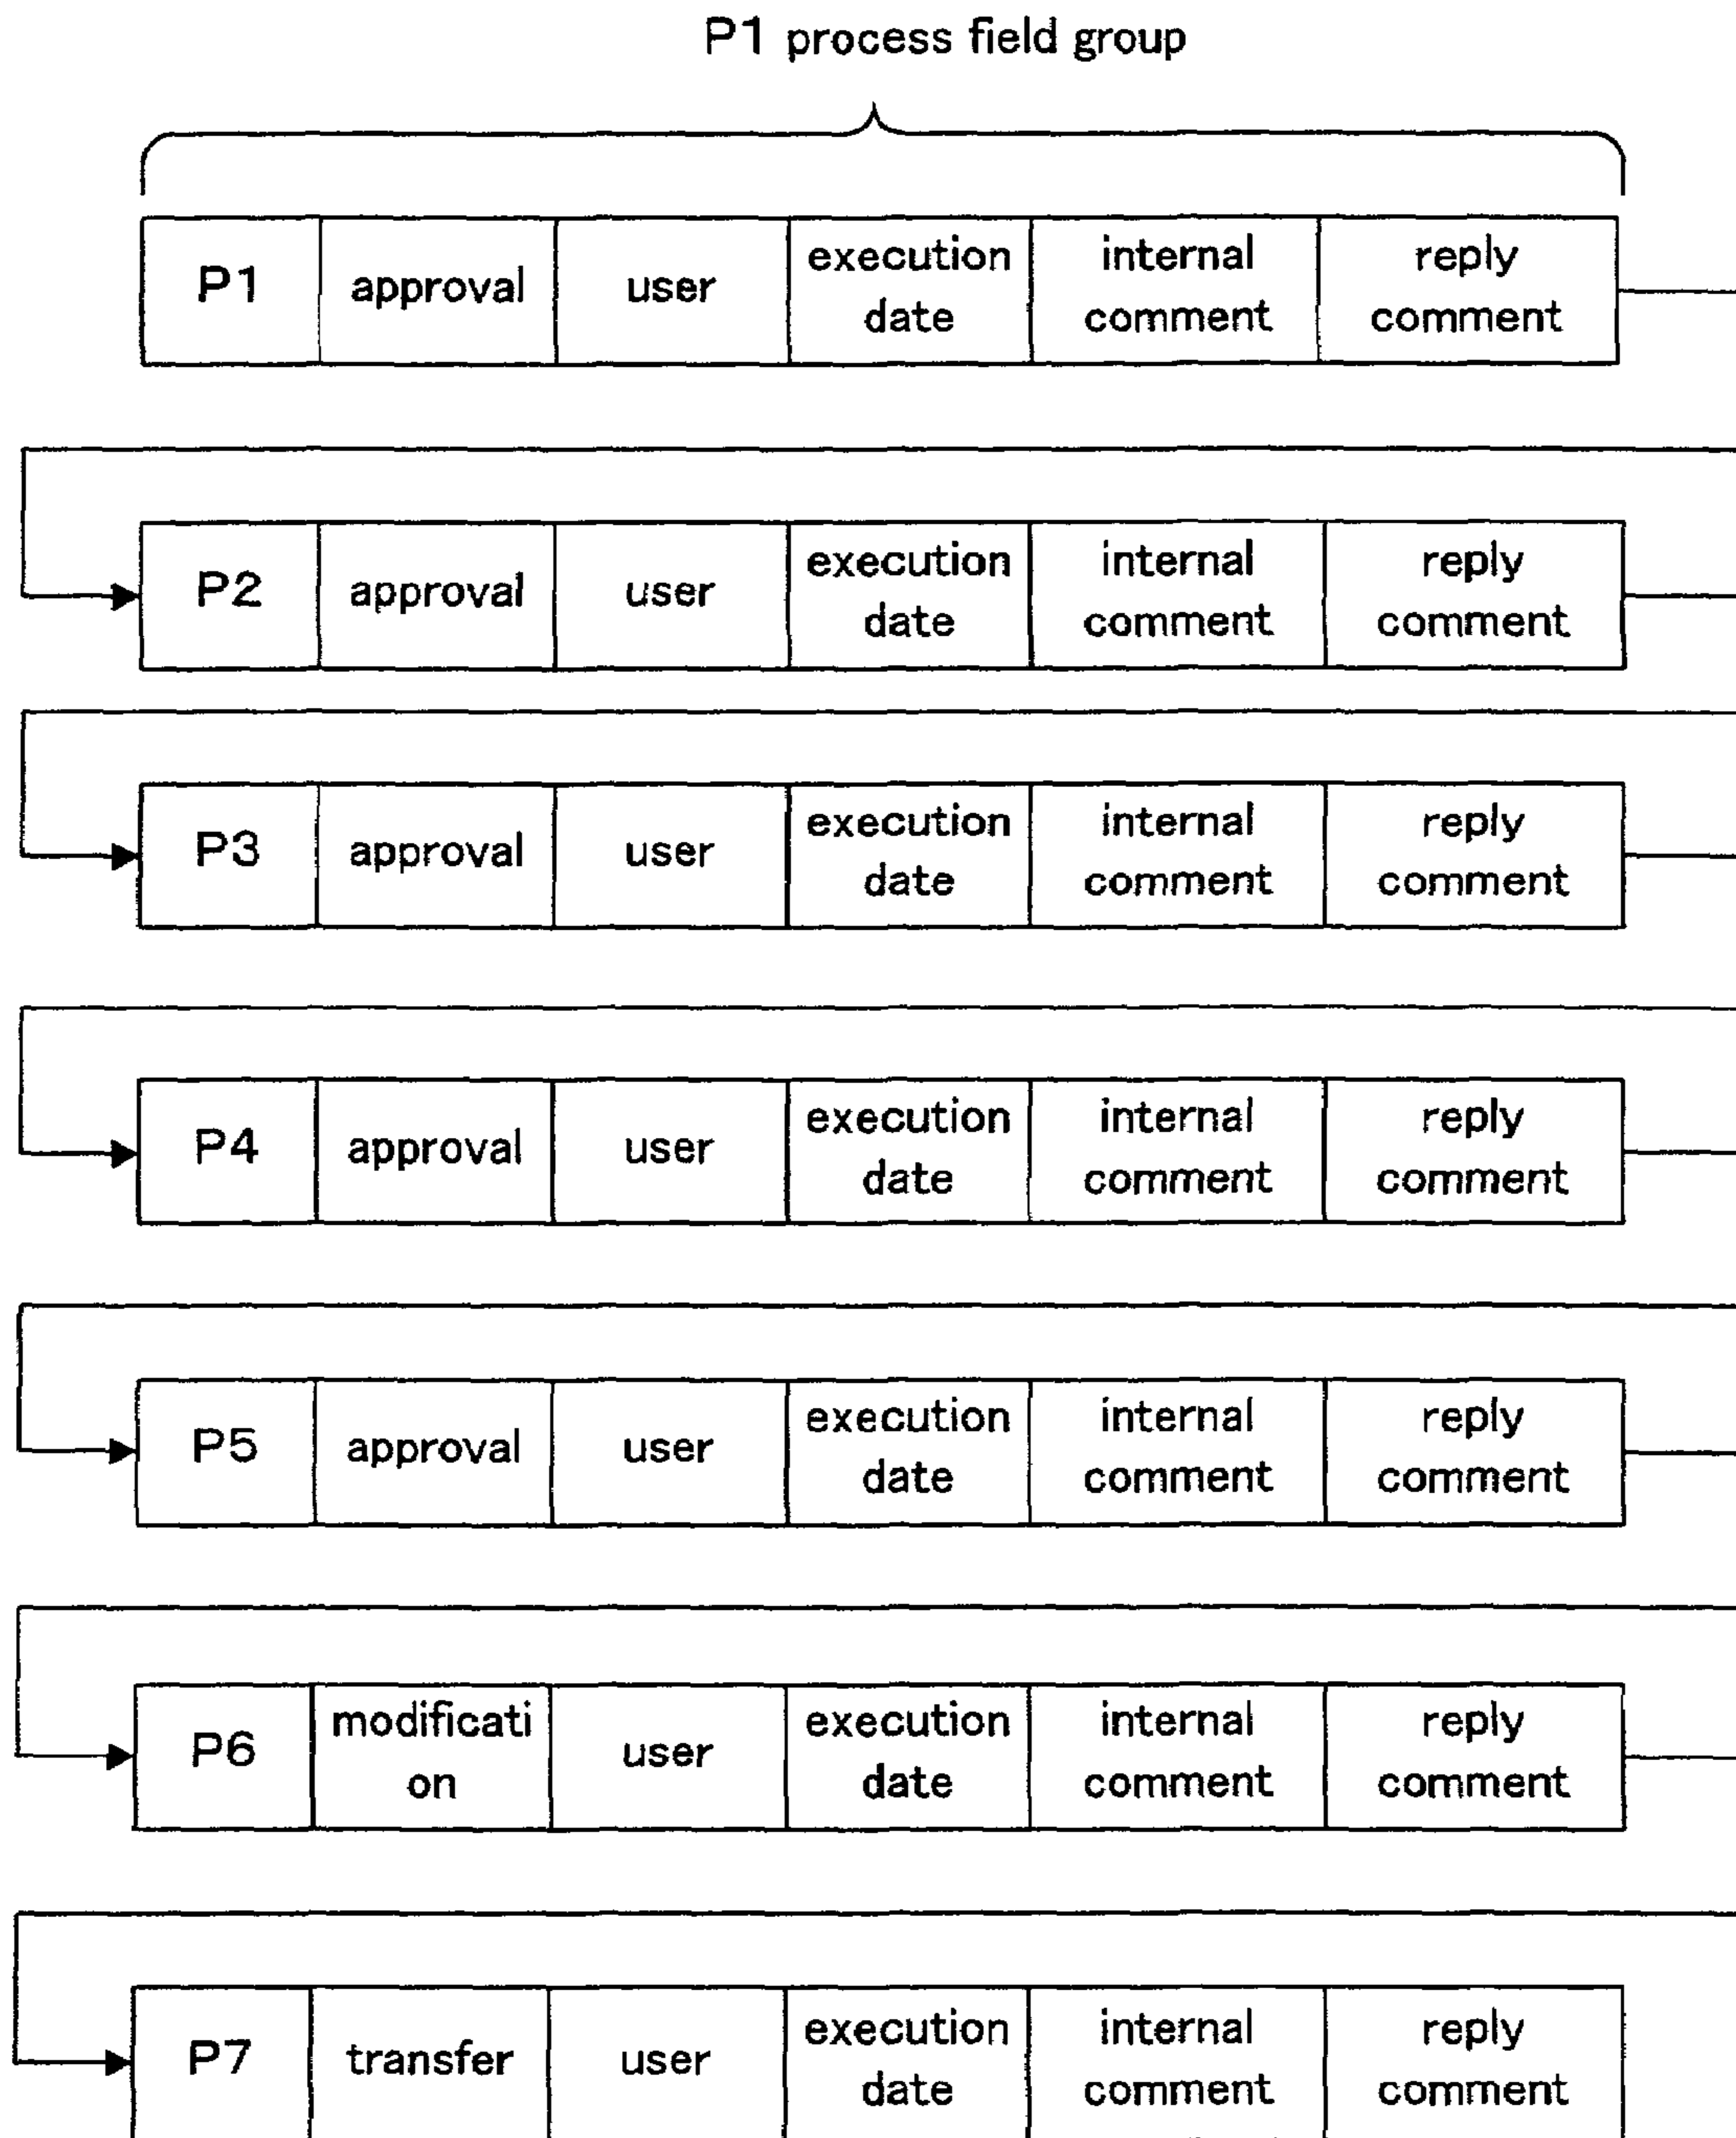 P1 process field group
P1 approval user execution date internal comment reply comment
P2 approval user execution date internal comment reply comment
P3 approval user execution date internal comment reply comment
P4 approval user execution date internal comment reply comment
P5 approval user execution date internal comment reply comment
P6 modificati on user execution date internal comment reply comment
P7 transfer user execution date internal comment reply comment